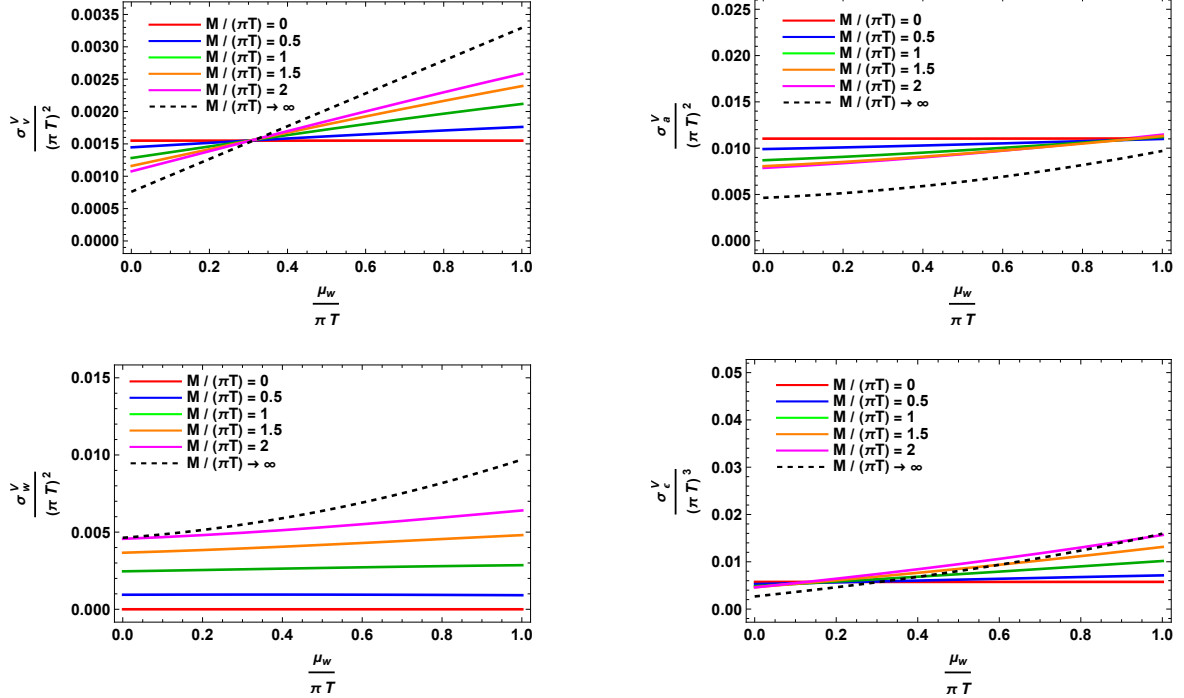 σ_v^V / (π T)^2
0.0035
0.0030
0.0025
0.0020
0.0015
0.0010
0.0005
0.0000
M / (πT) = 0
M / (πT) = 0.5
M / (πT) = 1
M / (πT) = 1.5
M / (πT) = 2
M / (πT) → ∞
0.0 0.2 0.4 0.6 0.8 1.0
μ_w / π T
σ_a^V / (π T)^2
0.025
0.020
0.015
0.010
0.005
0.000
M / (πT) = 0
M / (πT) = 0.5
M / (πT) = 1
M / (πT) = 1.5
M / (πT) = 2
M / (πT) → ∞
0.0 0.2 0.4 0.6 0.8 1.0
μ_w / π T
σ_w^V / (π T)^2
0.015
0.010
0.005
0.000
M / (πT) = 0
M / (πT) = 0.5
M / (πT) = 1
M / (πT) = 1.5
M / (πT) = 2
M / (πT) → ∞
0.0 0.2 0.4 0.6 0.8 1.0
μ_w / π T
σ_ϵ^V / (π T)^3
0.05
0.04
0.03
0.02
0.01
0.00
M / (πT) = 0
M / (πT) = 0.5
M / (πT) = 1
M / (πT) = 1.5
M / (πT) = 2
M / (πT) → ∞
0.0 0.2 0.4 0.6 0.8 1.0
μ_w / π T